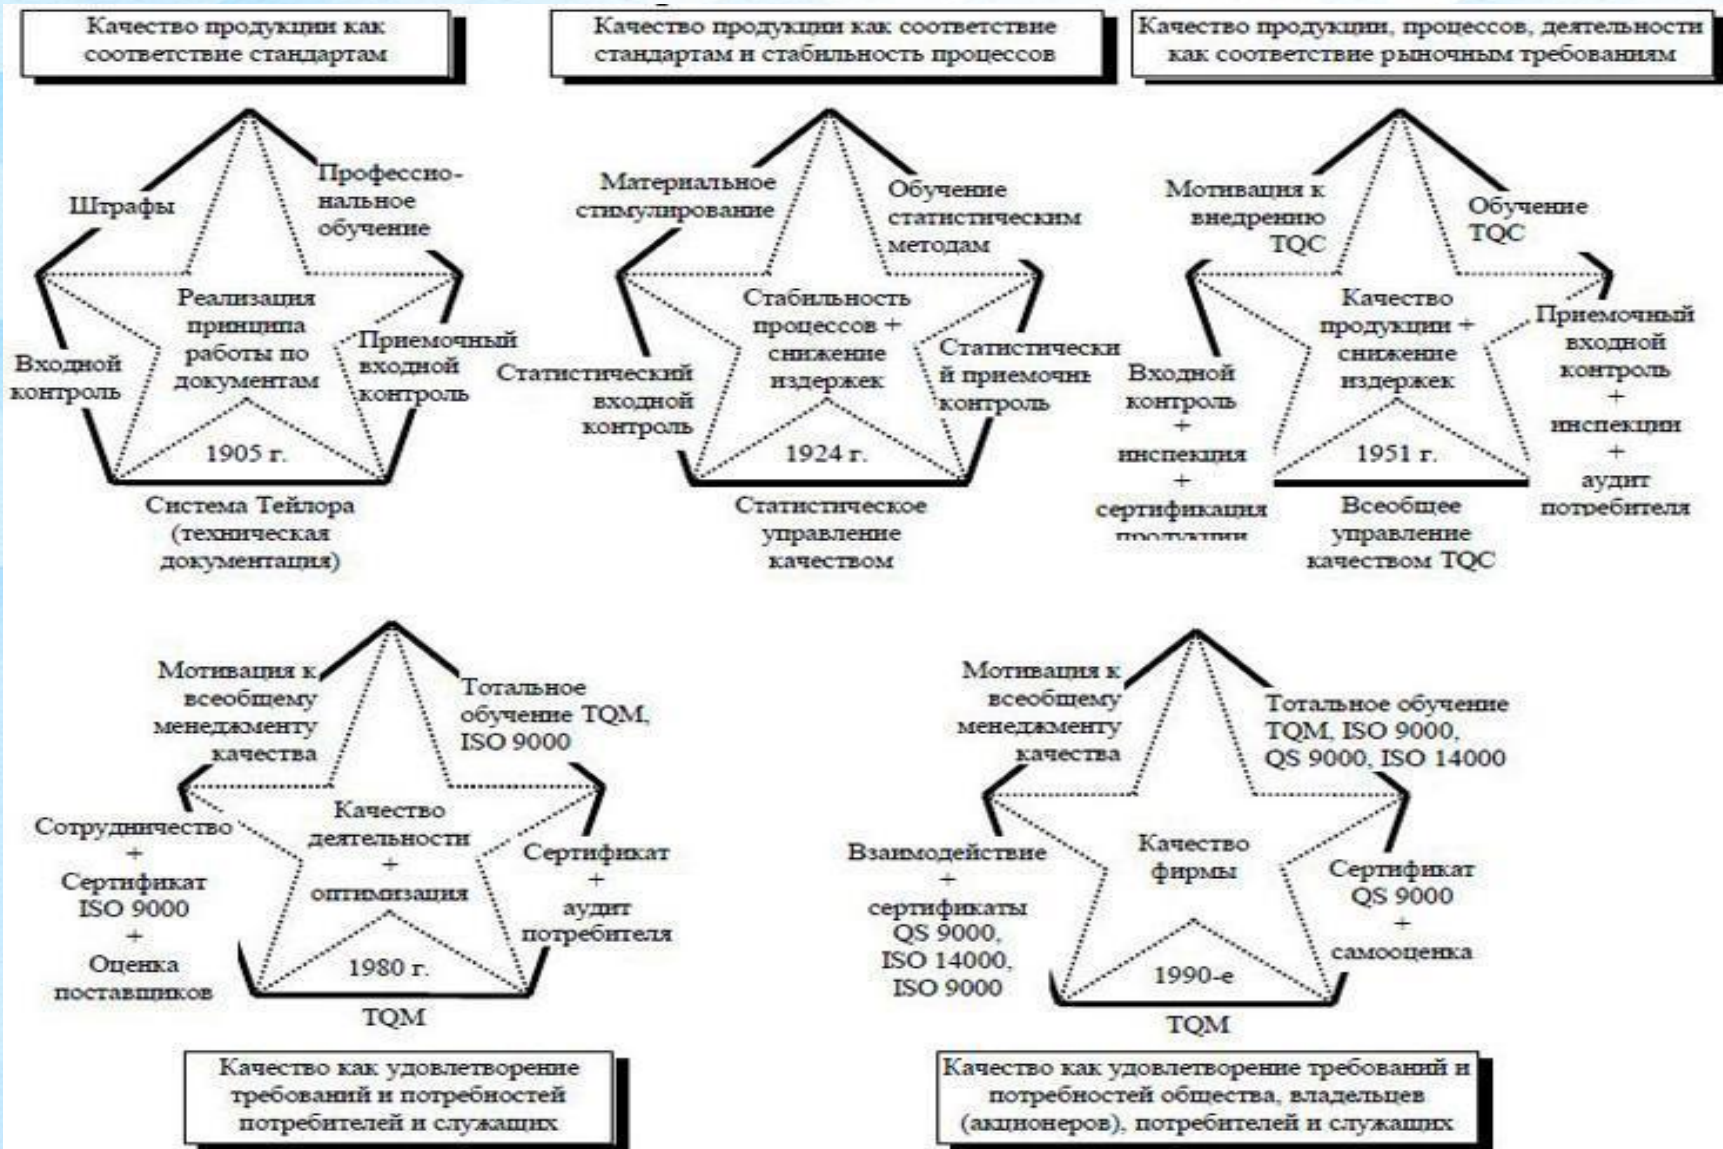 Качество продукции как
соответствие стандартам
Штрафы
Профессио-
нальное
обучение
Реализация
принципа
работы по
документам
Входной
контроль
Приемочный
входной
контроль
1905 г.
Система Тейлора
(техническая
документация)
Качество продукции как соответствие
стандартам и стабильность процессов
Материальное
стимулирование
Обучение
статистическим
методам
Стабильность
процессов +
снижение
издержек
Статистический
входной
контроль
Статистически
й приемочнь
контроль
1924 г.
Статистическое
управление
качеством
Качество продукции, процессов, деятельности
как соответствие рыночным требованиям
Мотивация к
внедрению
TQC
Обучение
TQC
Качество
продукции +
снижение
издержек
Входной
контроль
+
инспекция
+
сертификация
продукции
Приемочный
входной
контроль
+
инспекции
+
аудит
потребителя
1951 г.
Всеобщее
управление
качеством TQC
Мотивация к
всеобщему
менеджменту
качества
Тотальное
обучение TQM,
ISO 9000
Качество
деятельности
+
оптимизация
Сотрудничество
+
Сертификат
ISO 9000
+
Оценка
поставщиков
Сертификат
+
аудит
потребителя
1980 г.
TQM
Качество как удовлетворение
требований и потребностей
потребителей и служащих
Мотивация к
всеобщему
менеджменту
качества
Тотальное обучение
TQM, ISO 9000,
QS 9000, ISO 14000
Качество
фирмы
Взаимодействие
+
сертификаты
QS 9000,
ISO 14000,
ISO 9000
Сертификат
QS 9000
+
самооценка
1990-е
TQM
Качество как удовлетворение требований и
потребностей общества, владельцев
(акционеров), потребителей и служащих